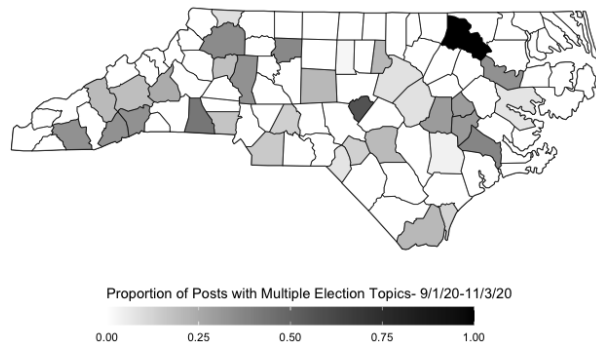 Proportion of Posts with Multiple Election Topics- 9/1/20-11/3/20
0.00 0.25 0.50 0.75 1.00